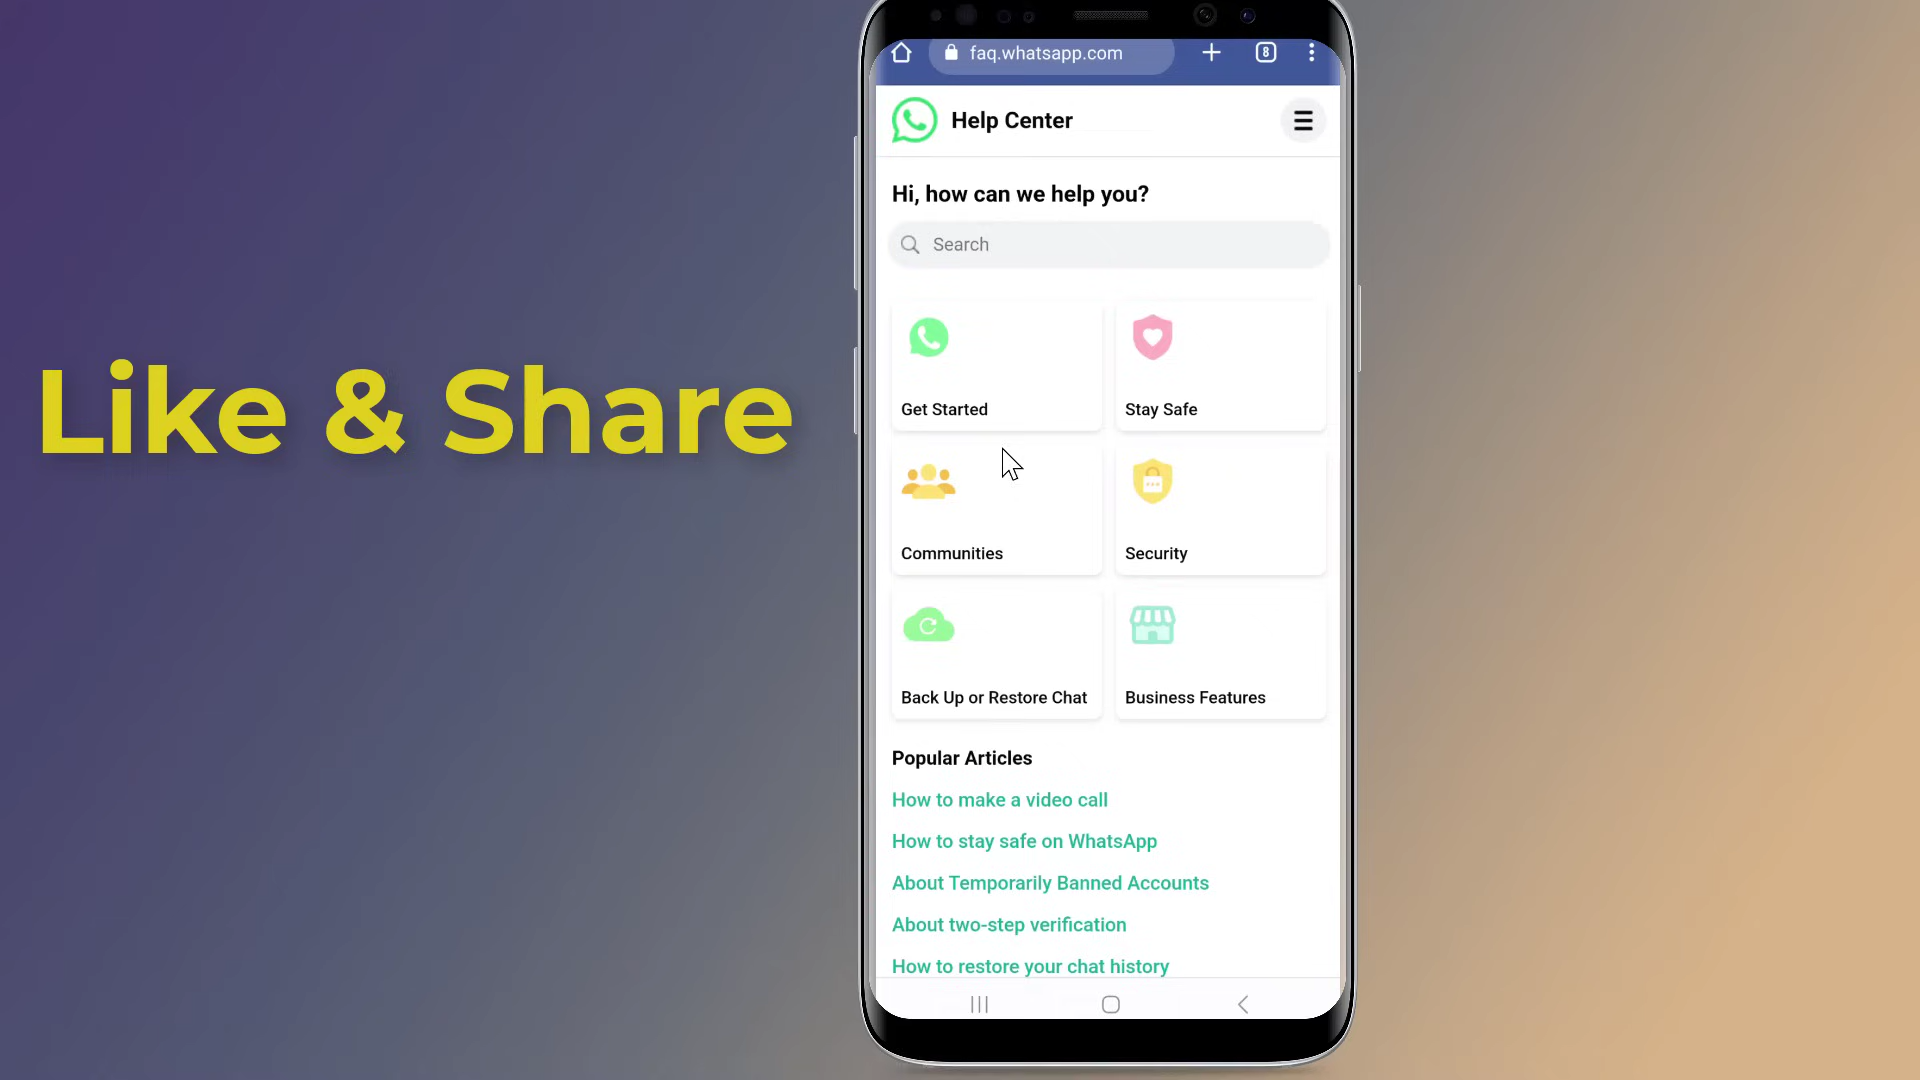 Like & Share
faq.whatsapp.com
8
Help Center
Hi, how can we help you?
Search
Get Started
Stay Safe
Communities
Security
Back Up or Restore Chat
Business Features
Popular Articles
How to make a video call
How to stay safe on WhatsApp
About Temporarily Banned Accounts
About two-step verification
How to restore your chat history